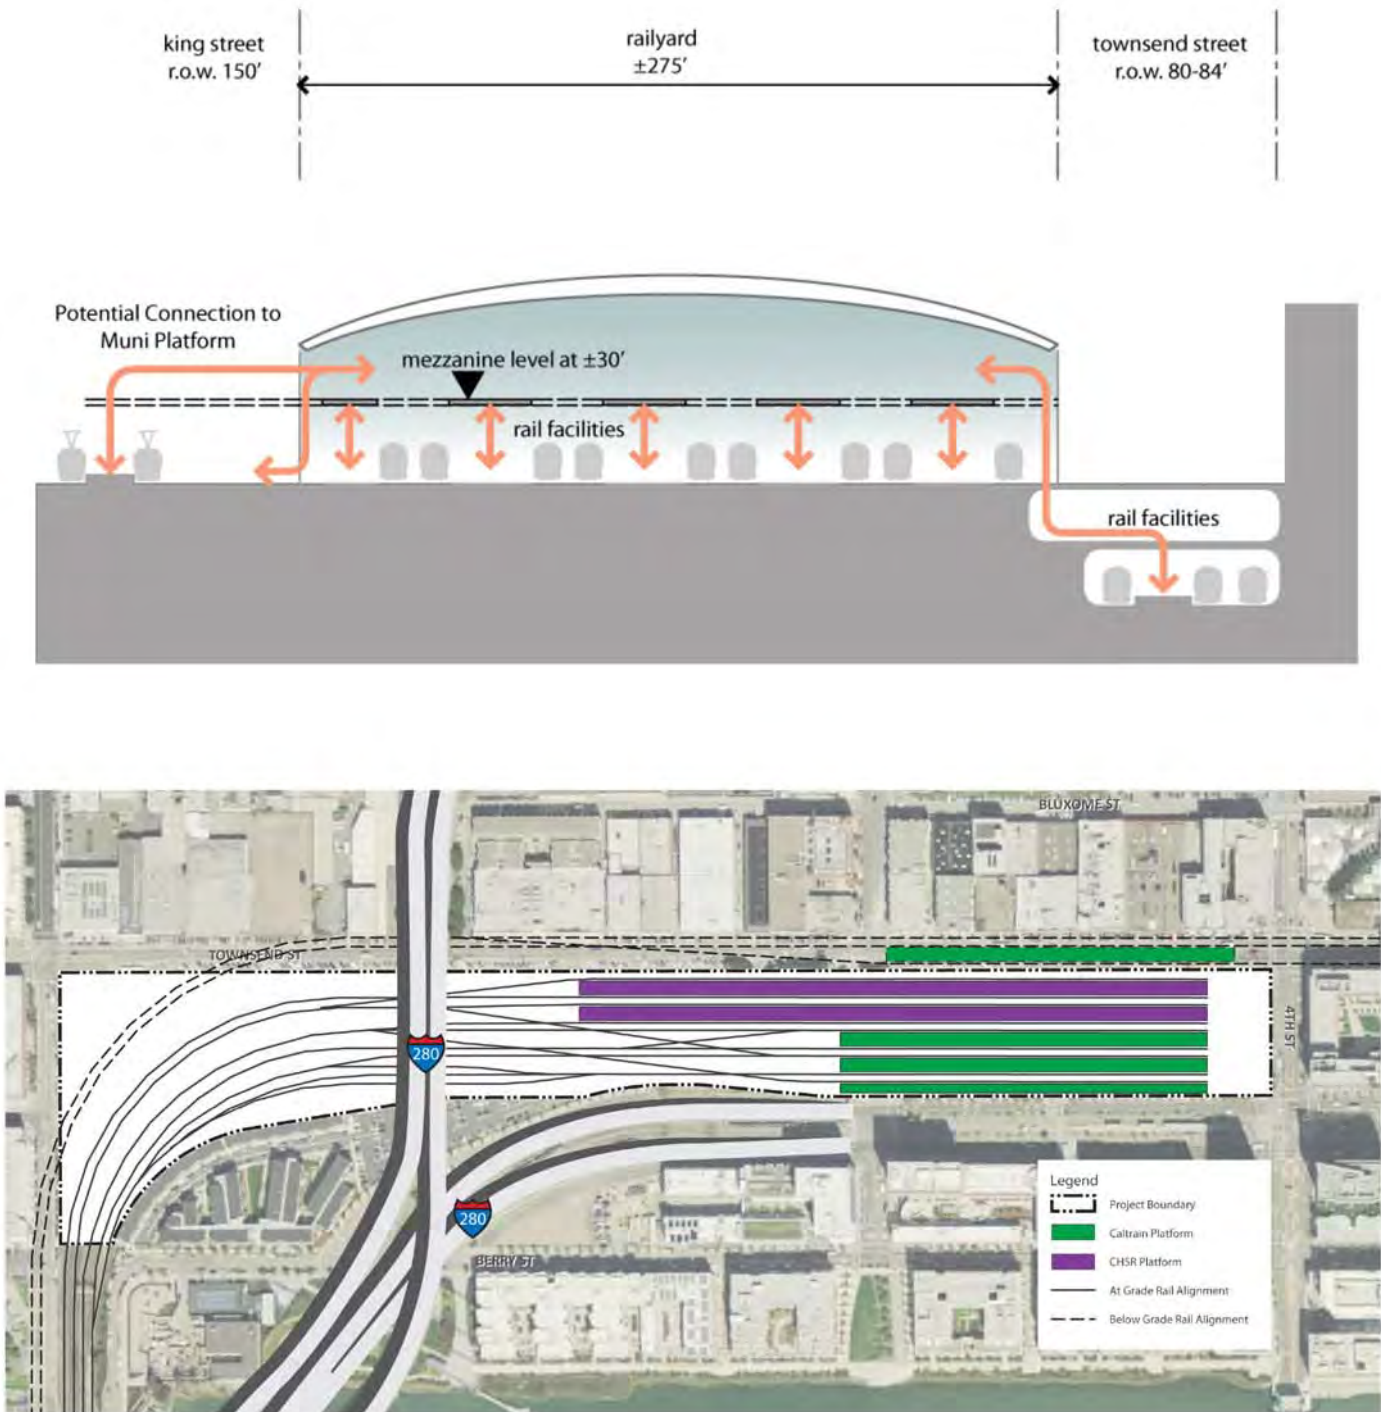 king street
r.o.w. 150'
railyard
±275'
townsend street
r.o.w. 80-84'
Potential Connection to
Muni Platform
mezzanine level at ±30'
rail facilities
rail facilities
BLUXOME ST
TOWNSEND ST
4TH ST
280
280
BERRY ST
Legend
Project Boundary
Caltrain Platform
CHSR Platform
At Grade Rail Alignment
Below Grade Rail Alignment